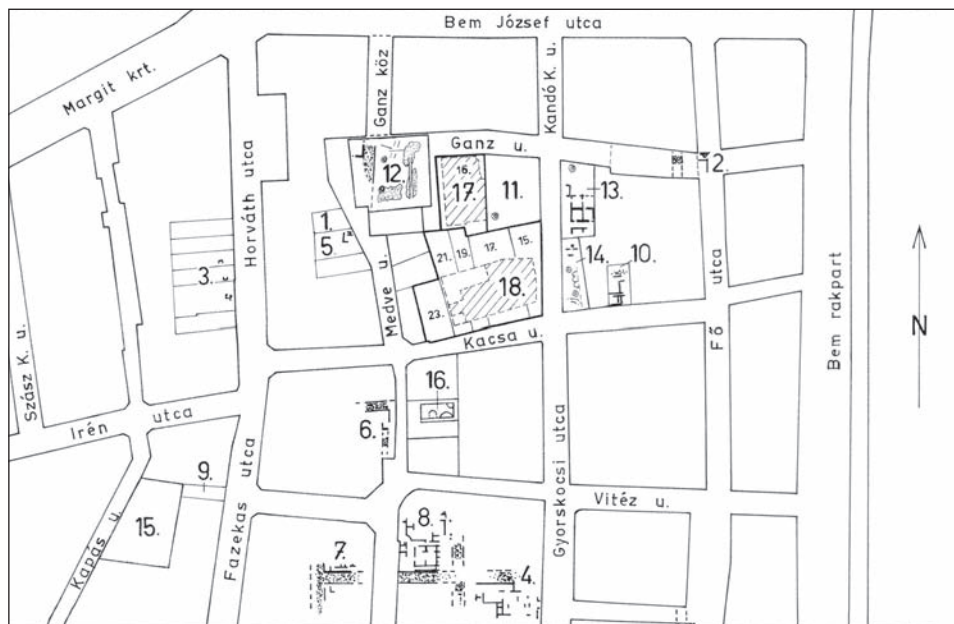 Bem József utca
Margit krt.
Ganz köz
Kandó K. u.
Ganz u.
Horváth utca
12.
16.
17.
11.
13.
2.
1.
5.
3.
21.
19.
17.
15.
14.
10.
18.
23.
Medve u.
Kacsa u.
Fő utca
Bem rakpart
N
Szász K. u.
Irén utca
16.
6.
9.
15.
Kapás u.
Fazekas utca
Gyorskocsi utca
Vitéz u.
8.
7.
4.